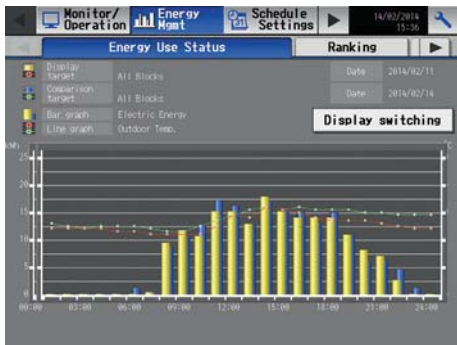 Monitor/ Operation
Energy Mgmt
Schedule Settings
14/02/2014
15:36
Energy Use Status
Ranking
Display target
All Blocks
Date
2014/02/11
Comparison target
All Blocks
Date
2014/02/14
Bar graph
Electric Energy
Line graph
Outdoor Temp.
Display switching
kWh
°C
25
20
15
10
5
0
00:00 03:00 06:00 09:00 12:00 15:00 18:00 21:00 24:00